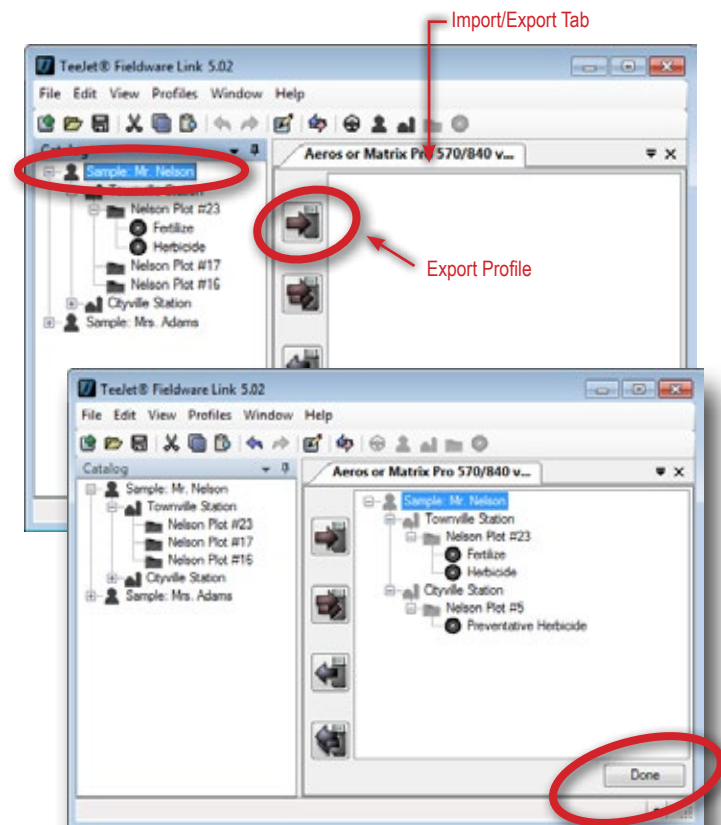 Import/Export Tab
TeeJet® Fieldware Link 5.02
File Edit View Profiles Window Help
Catalog
Aeros or Matrix Pro 570/840 v...
Sample: Mr. Nelson
Townville Station
Nelson Plot #23
Fertilize
Herbicide
Nelson Plot #17
Nelson Plot #16
Cityville Station
Sample: Mrs. Adams
Export Profile
TeeJet® Fieldware Link 5.02
File Edit View Profiles Window Help
Catalog
Sample: Mr. Nelson
Townville Station
Nelson Plot #23
Nelson Plot #17
Nelson Plot #16
Cityville Station
Sample: Mrs. Adams
Aeros or Matrix Pro 570/840 v...
Sample: Mr. Nelson
Townville Station
Nelson Plot #23
Fertilize
Herbicide
Cityville Station
Nelson Plot #5
Preventative Herbicide
Done